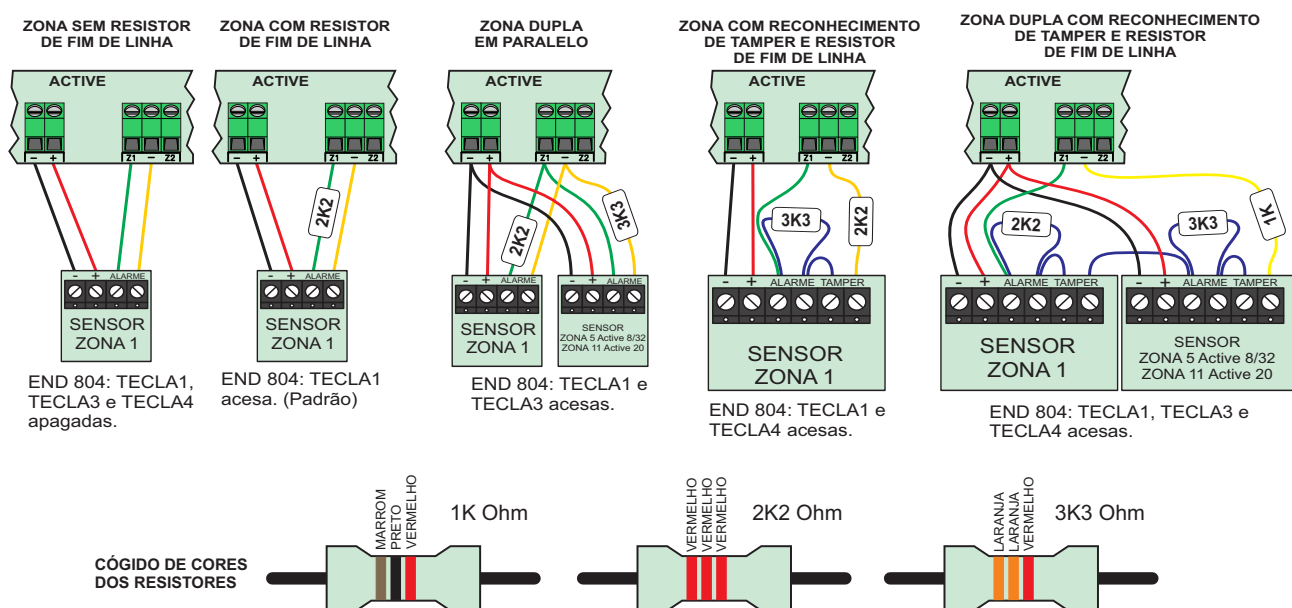 ZONA SEM RESISTOR
DE FIM DE LINHA
ACTIVE
– + Z1 – Z2
- + ALARME
SENSOR
ZONA 1
END 804: TECLA1,
TECLA3 e TECLA4
apagadas.
ZONA COM RESISTOR
DE FIM DE LINHA
ACTIVE
– + Z1 – Z2
2K2
- + ALARME
SENSOR
ZONA 1
END 804: TECLA1
acesa. (Padrão)
ZONA DUPLA
EM PARALELO
ACTIVE
– + Z1 – Z2
2K2
3K3
- + ALARME
- + ALARME
SENSOR
ZONA 1
SENSOR
ZONA 5 Active 8/32
ZONA 11 Active 20
END 804: TECLA1 e
TECLA3 acesas.
ZONA COM RECONHECIMENTO
DE TAMPER E RESISTOR
DE FIM DE LINHA
ACTIVE
– + Z1 – Z2
3K3
2K2
- + ALARME TAMPER
SENSOR
ZONA 1
END 804: TECLA1 e
TECLA4 acesas.
ZONA DUPLA COM RECONHECIMENTO
DE TAMPER E RESISTOR
DE FIM DE LINHA
ACTIVE
– + Z1 – Z2
2K2
3K3
1K
- + ALARME TAMPER
- + ALARME TAMPER
SENSOR
ZONA 1
SENSOR
ZONA 5 Active 8/32
ZONA 11 Active 20
END 804: TECLA1, TECLA3 e
TECLA4 acesas.
CÓGIDO DE CORES
DOS RESISTORES
MARROM
PRETO
VERMELHO
1K Ohm
VERMELHO
VERMELHO
VERMELHO
2K2 Ohm
LARANJA
LARANJA
VERMELHO
3K3 Ohm